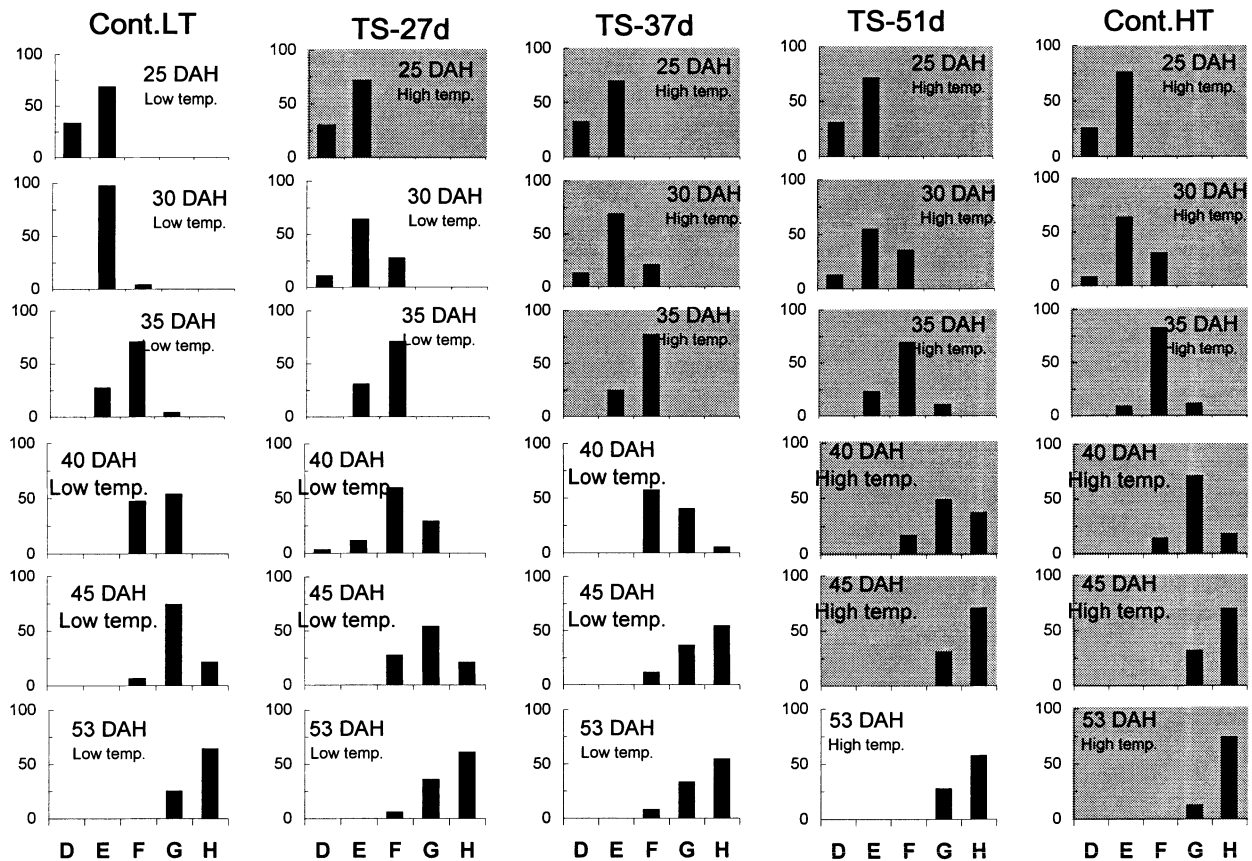 Cont.LT TS-27d TS-37d TS-51d Cont.HT
100 100 100 100 100
25 DAH 25 DAH 25 DAH 25 DAH 25 DAH
Low temp. High temp. High temp. High temp. High temp.
50 50 50 50 50
0 0 0 0 0
100 100 100 100 100
30 DAH 30 DAH 30 DAH 30 DAH 30 DAH
Low temp. Low temp. High temp. High temp. High temp.
50 50 50 50 50
0 0 0 0 0
100 100 100 100 100
35 DAH 35 DAH 35 DAH 35 DAH 35 DAH
Low temp. Low temp. High temp. High temp. High temp.
50 50 50 50 50
0 0 0 0 0
100 100 100 100 100
40 DAH 40 DAH 40 DAH 40 DAH 40 DAH
Low temp. Low temp. Low temp. High temp. High temp.
50 50 50 50 50
0 0 0 0 0
100 100 100 100 100
45 DAH 45 DAH 45 DAH 45 DAH 45 DAH
Low temp. Low temp. Low temp. High temp. High temp.
50 50 50 50 50
0 0 0 0 0
100 100 100 100 100
53 DAH 53 DAH 53 DAH 53 DAH 53 DAH
Low temp. Low temp. Low temp. High temp. High temp.
50 50 50 50 50
0 0 0 0 0
D E F G H D E F G H D E F G H D E F G H D E F G H